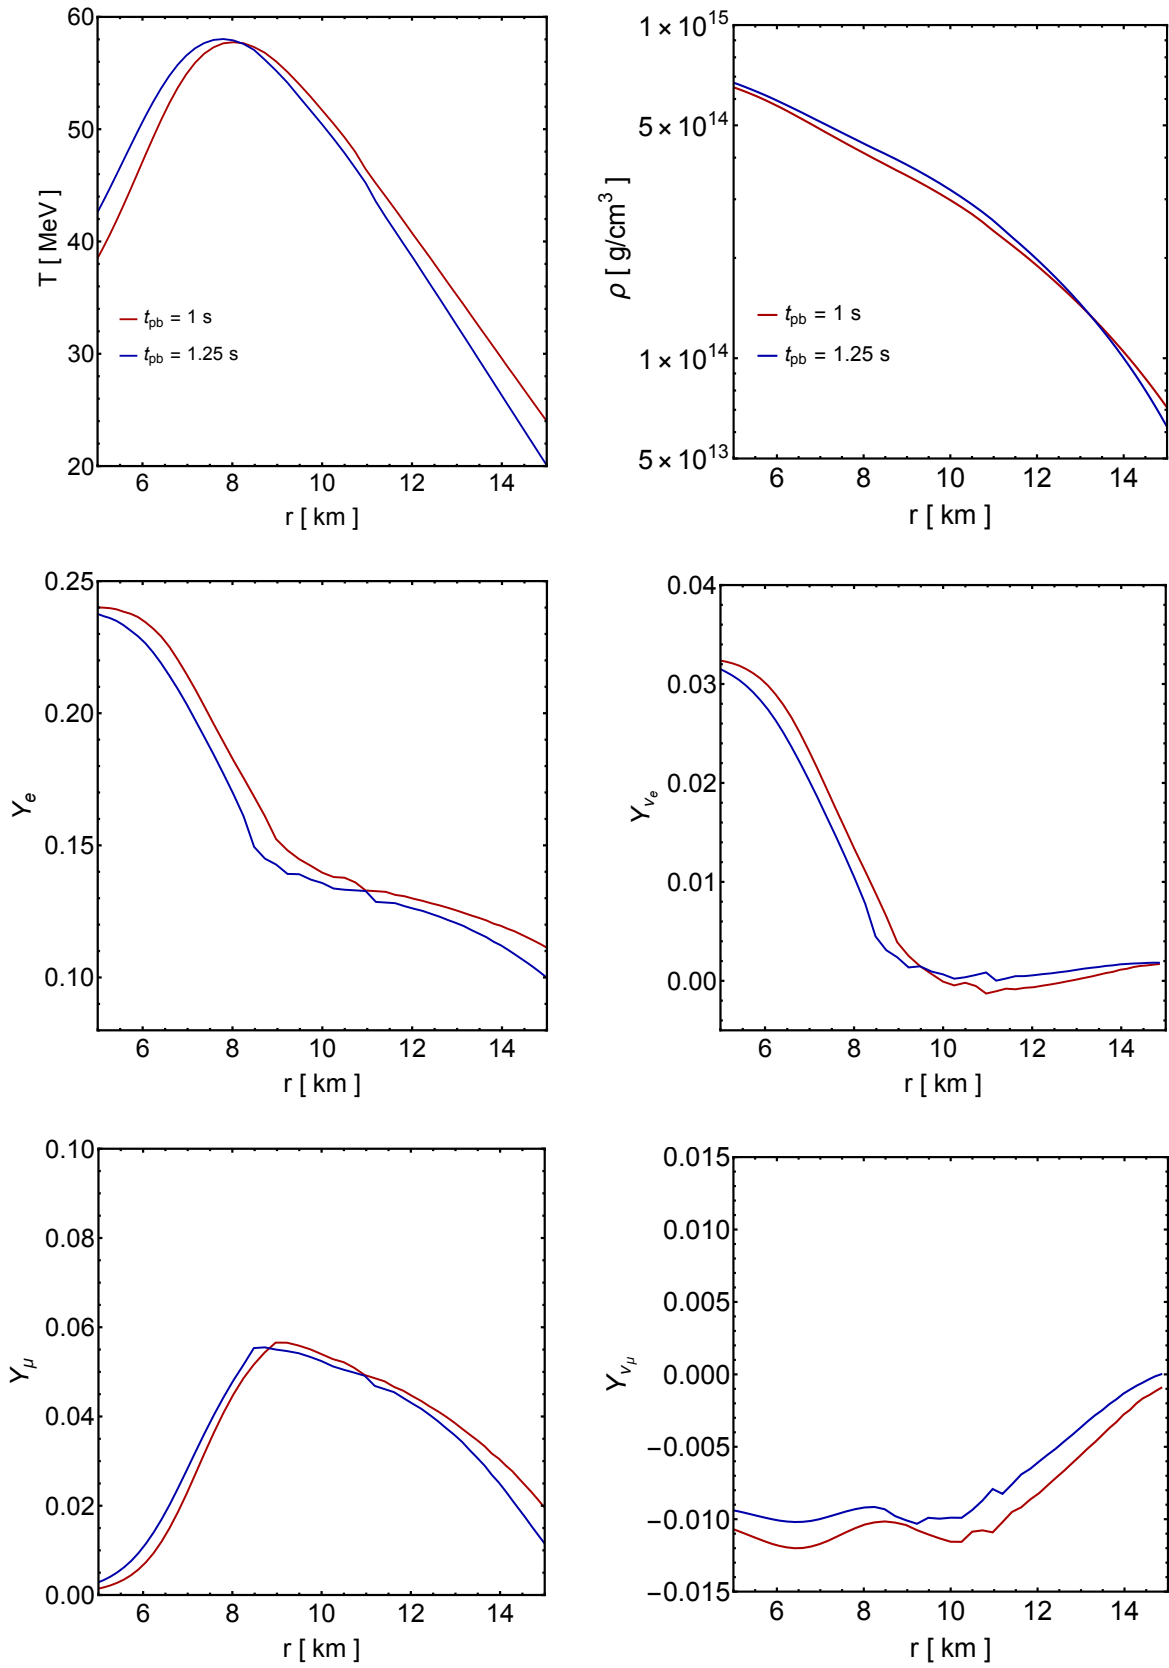 60
50
40
30
20
T [ MeV ]
t_pb = 1 s
t_pb = 1.25 s
6 8 10 12 14
r [ km ]
1×10^15
5×10^14
1×10^14
5×10^13
ρ [ g/cm^3 ]
t_pb = 1 s
t_pb = 1.25 s
6 8 10 12 14
r [ km ]
0.25
0.20
0.15
0.10
Y_e
6 8 10 12 14
r [ km ]
0.04
0.03
0.02
0.01
0.00
Y_{ν_e}
6 8 10 12 14
r [ km ]
0.10
0.08
0.06
0.04
0.02
0.00
Y_μ
6 8 10 12 14
r [ km ]
0.015
0.010
0.005
0.000
−0.005
−0.010
−0.015
Y_{ν_μ}
6 8 10 12 14
r [ km ]